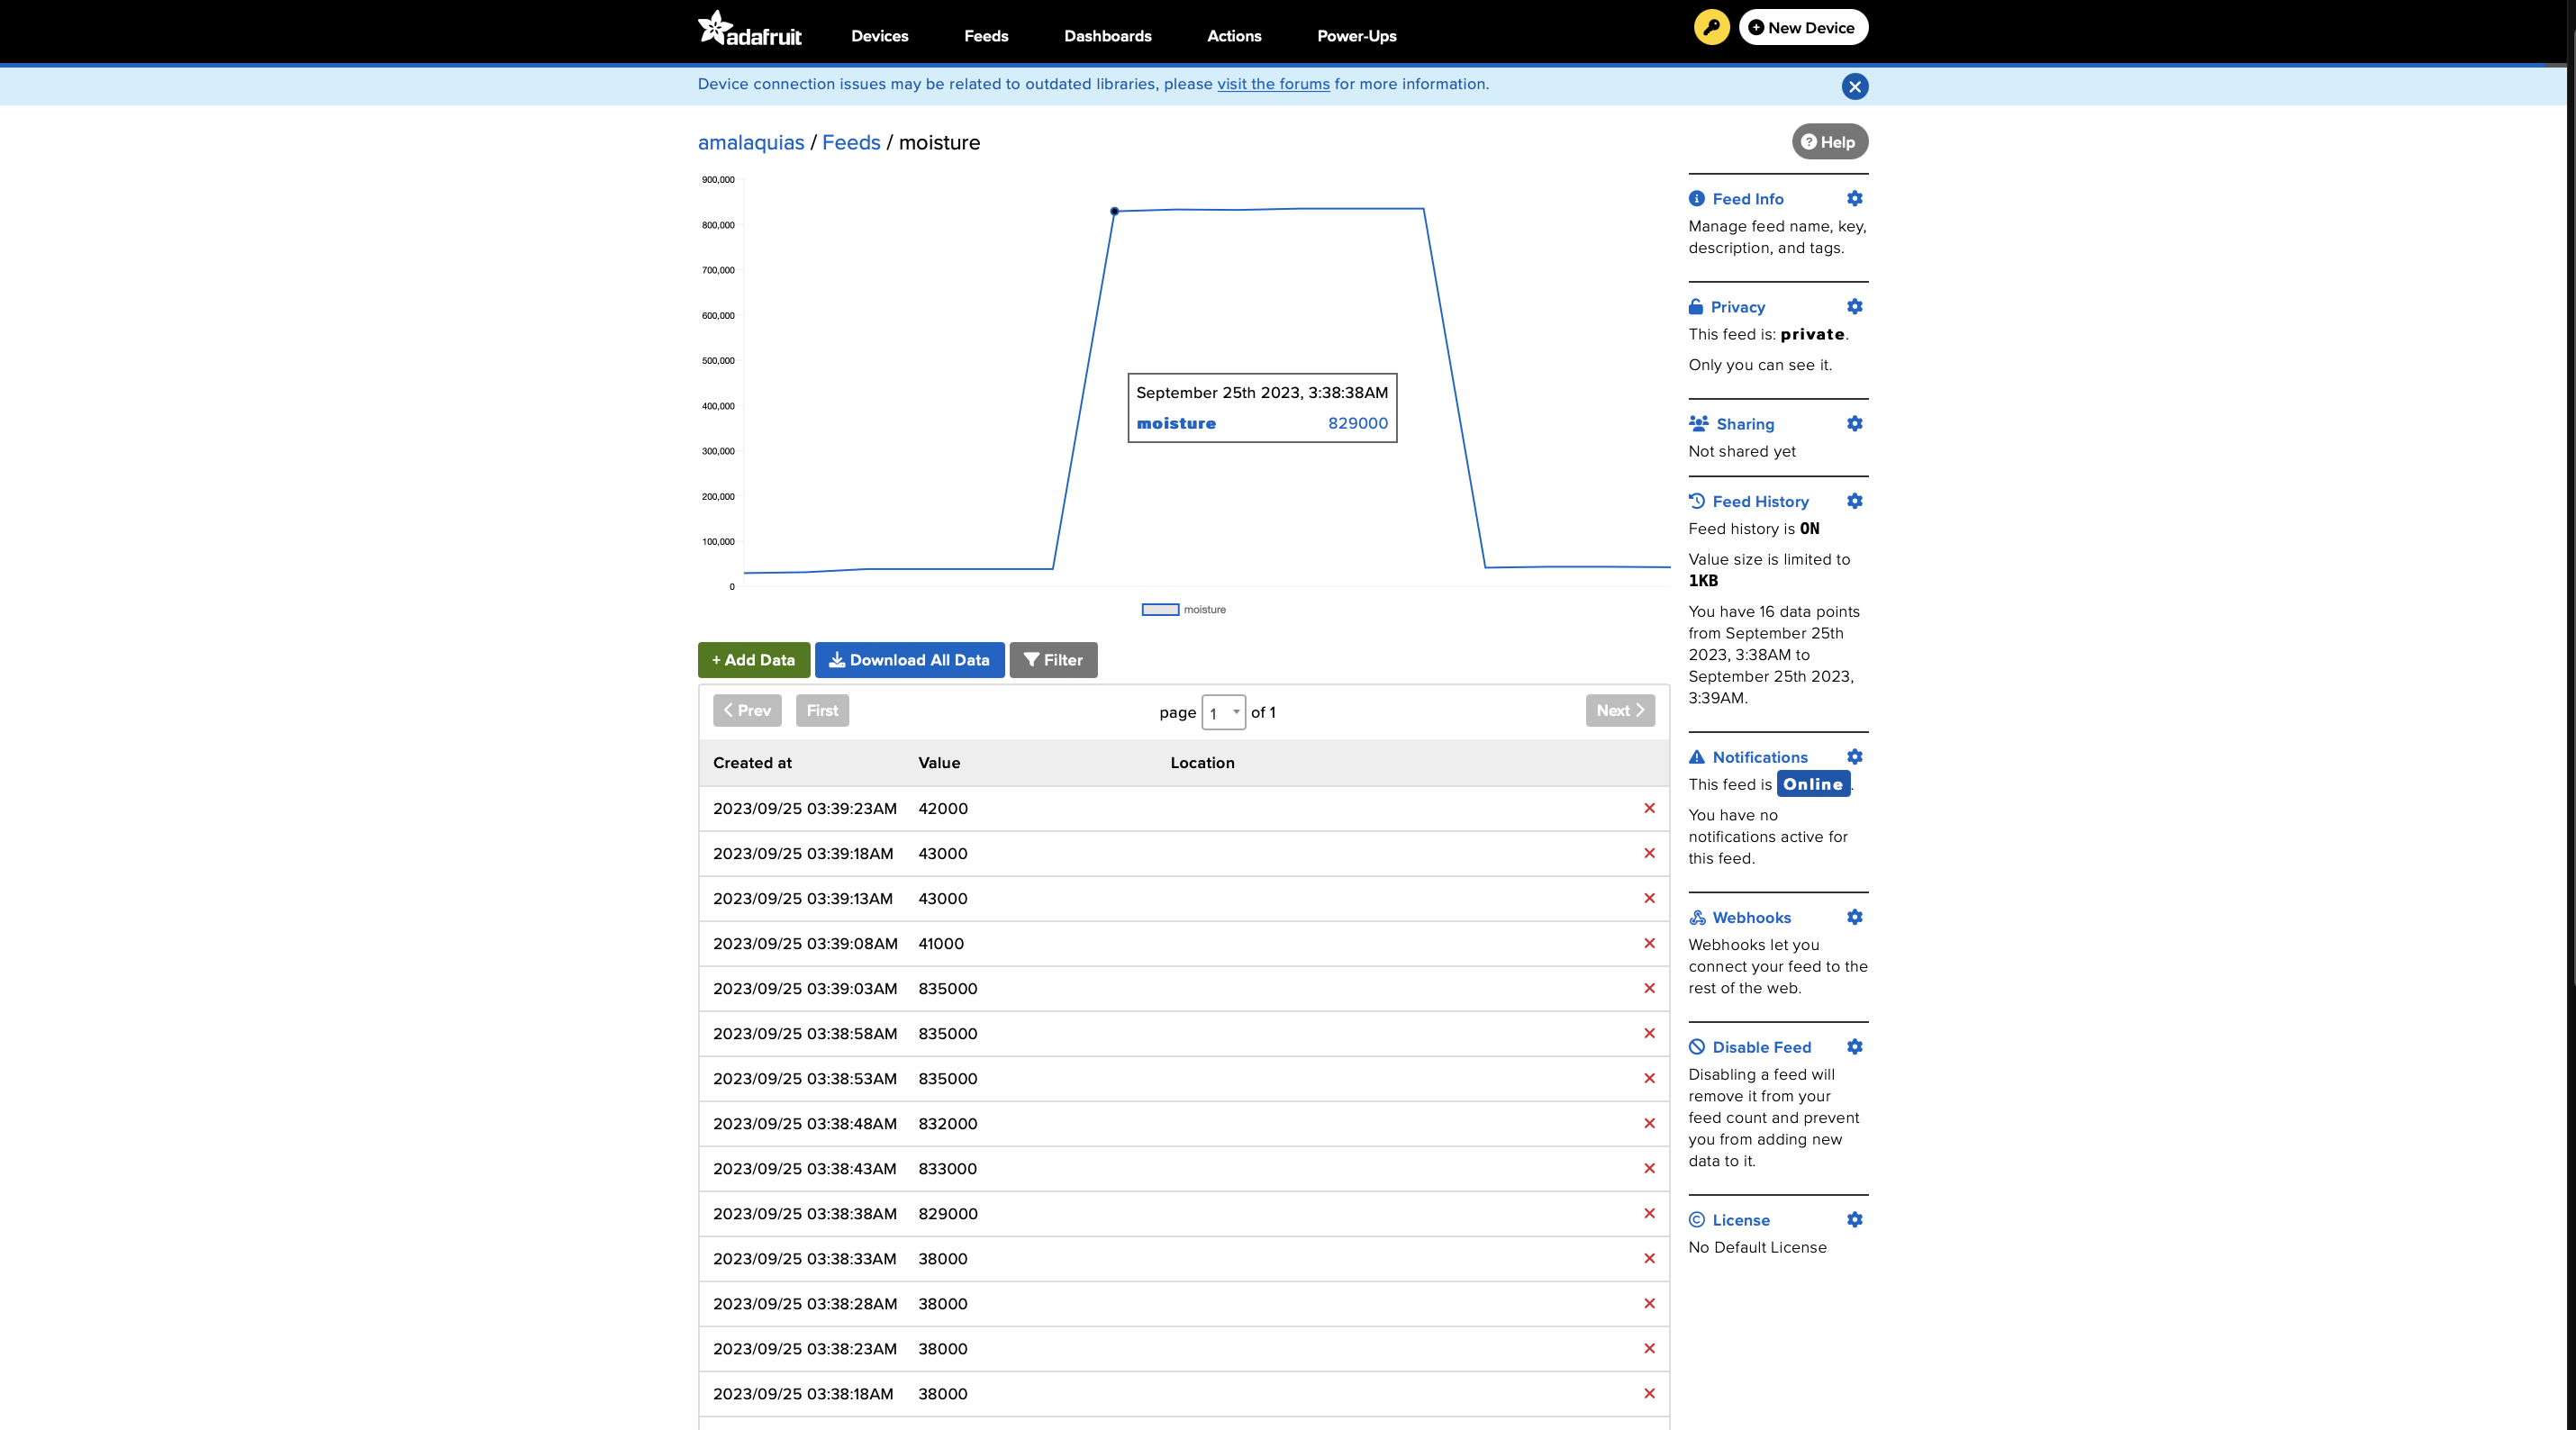 adafruit
Devices
Feeds
Dashboards
Actions
Power-Ups
New Device
Device connection issues may be related to outdated libraries, please visit the forums for more information.
amalaquias / Feeds / moisture
Help
900,000
800,000
700,000
600,000
500,000
400,000
300,000
200,000
100,000
0
September 25th 2023, 3:38:38AM
moisture 829000
moisture
+ Add Data
Download All Data
Filter
Prev
First
page 1 of 1
Next
Created at Value Location
2023/09/25 03:39:23AM 42000
2023/09/25 03:39:18AM 43000
2023/09/25 03:39:13AM 43000
2023/09/25 03:39:08AM 41000
2023/09/25 03:39:03AM 835000
2023/09/25 03:38:58AM 835000
2023/09/25 03:38:53AM 835000
2023/09/25 03:38:48AM 832000
2023/09/25 03:38:43AM 833000
2023/09/25 03:38:38AM 829000
2023/09/25 03:38:33AM 38000
2023/09/25 03:38:28AM 38000
2023/09/25 03:38:23AM 38000
2023/09/25 03:38:18AM 38000
Feed Info
Manage feed name, key,
description, and tags.
Privacy
This feed is: private.
Only you can see it.
Sharing
Not shared yet
Feed History
Feed history is ON
Value size is limited to
1KB
You have 16 data points
from September 25th
2023, 3:38AM to
September 25th 2023,
3:39AM.
Notifications
This feed is Online.
You have no
notifications active for
this feed.
Webhooks
Webhooks let you
connect your feed to the
rest of the web.
Disable Feed
Disabling a feed will
remove it from your
feed count and prevent
you from adding new
data to it.
License
No Default License